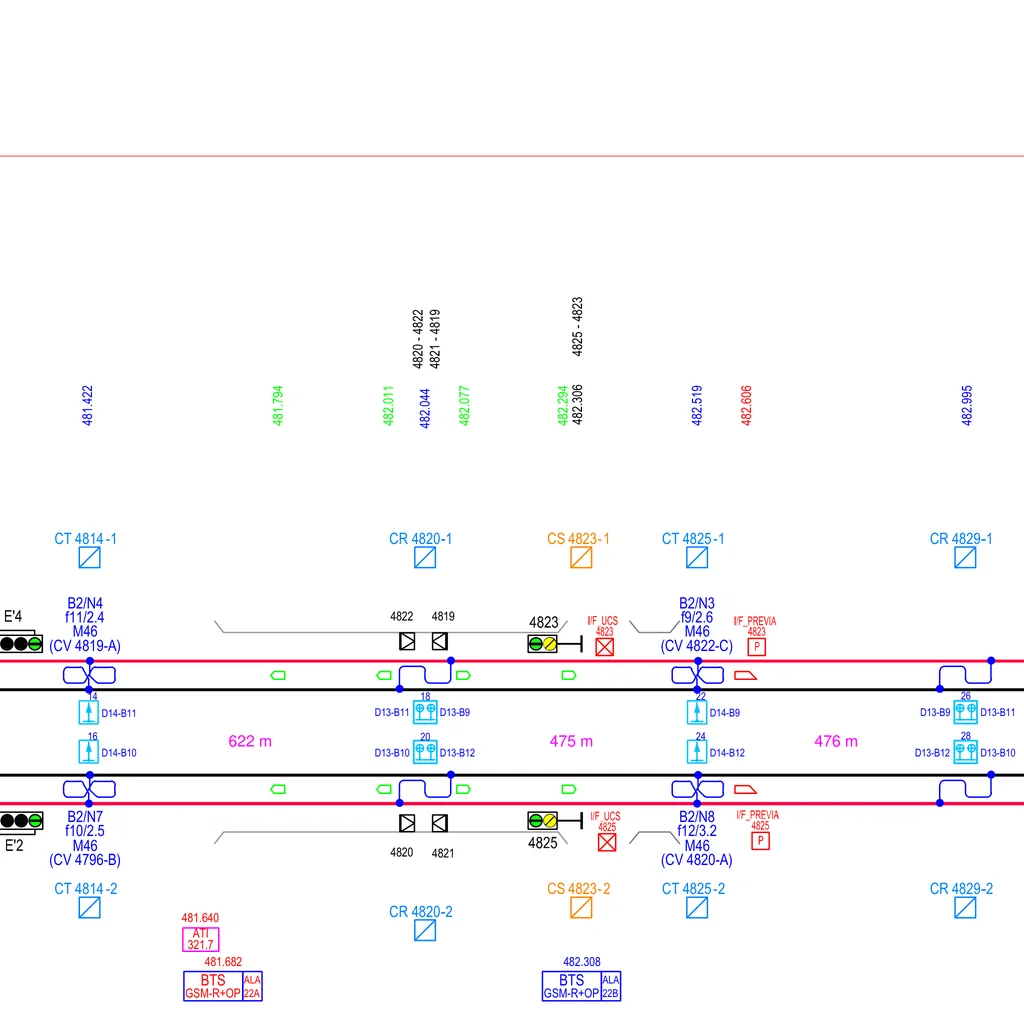 4820 - 4822
4821 - 4819
4825 - 4823
481.422
481.794
482.011
482.044
482.077
482.294
482.306
482.519
482.606
482.995
CT 4814-1
CR 4820-1
CS 4823-1
CT 4825-1
CR 4829-1
E'4
B2/N4
f11/2.4
M46
(CV 4819-A)
4822
4819
4823
I/F_UCS
4823
B2/N3
f9/2.6
M46
(CV 4822-C)
I/F_PREVIA
4823
P
14
D14-B11
D13-B11
18
D13-B9
22
D14-B9
D13-B9
26
D13-B11
622 m
475 m
476 m
16
D14-B10
D13-B10
20
D13-B12
24
D14-B12
D13-B12
28
D13-B10
E'2
B2/N7
f10/2.5
M46
(CV 4796-B)
4820
4821
4825
I/F_UCS
4825
B2/N8
f12/3.2
M46
(CV 4820-A)
I/F_PREVIA
4825
P
CT 4814-2
CR 4820-2
CS 4823-2
CT 4825-2
CR 4829-2
481.640
ATI
321.7
481.682
BTS
GSM-R+OP
ALA
22A
482.308
BTS
GSM-R+OP
ALA
22B